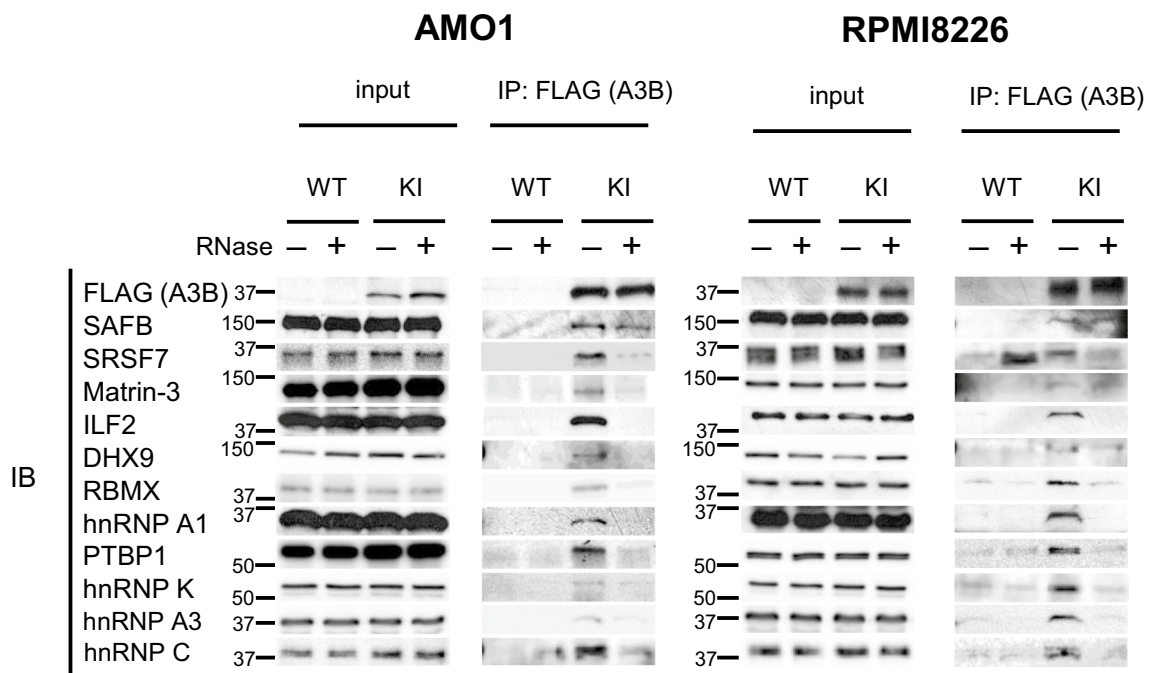 AMO1 RPMI8226
input IP: FLAG (A3B) input IP: FLAG (A3B)
WT KI WT KI WT KI WT KI
RNase – + – + – + – + – + – + – + – +
IB
FLAG (A3B) 37 37
SAFB 150 150
SRSF7 37 37
Matrin-3 150 150
ILF2 37 37
DHX9 150 150
RBMX 37 37
hnRNP A1 37 37
PTBP1 50 50
hnRNP K 50 50
hnRNP A3 37 37
hnRNP C 37 37